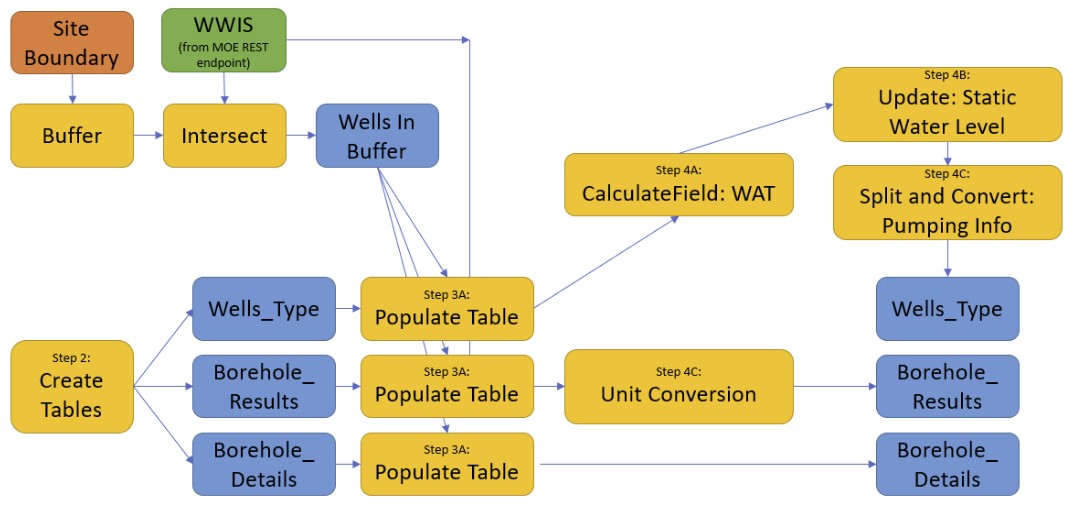 Site
Boundary
WWIS
(from MOE REST
endpoint)
Buffer
Intersect
Wells In
Buffer
Step 4A:
CalculateField: WAT
Step 4B:
Update: Static
Water Level
Step 4C:
Split and Convert:
Pumping Info
Step 2:
Create
Tables
Wells_Type
Step 3A:
Populate Table
Wells_Type
Borehole_
Results
Step 3A:
Populate Table
Step 4C:
Unit Conversion
Borehole_
Results
Borehole_
Details
Step 3A:
Populate Table
Borehole_
Details